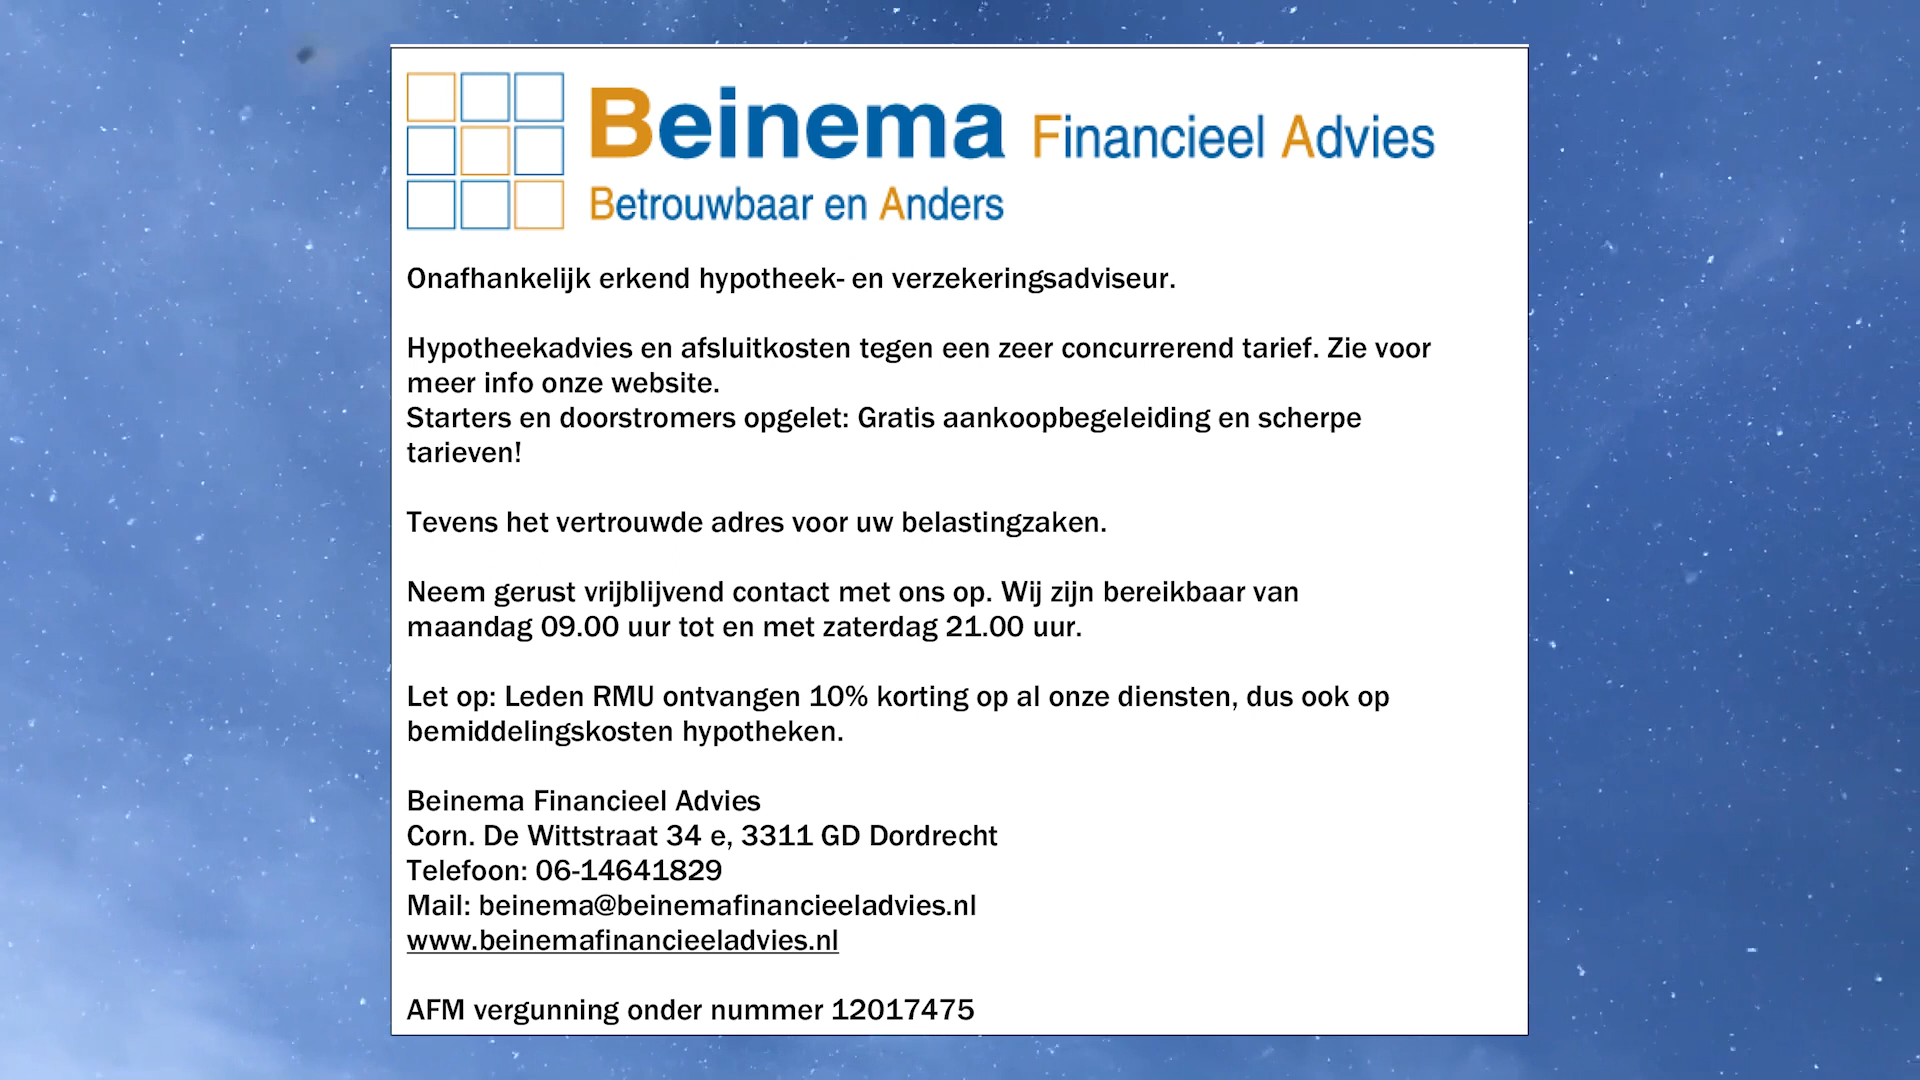 Beinema Financieel Advies
Betrouwbaar en Anders
Onafhankelijk erkend hypotheek- en verzekeringsadviseur.
Hypotheekadvies en afsluitkosten tegen een zeer concurrerend tarief. Zie voor
meer info onze website.
Starters en doorstromers opgelet: Gratis aankoopbegeleiding en scherpe
tarieven!
Tevens het vertrouwde adres voor uw belastingzaken.
Neem gerust vrijblijvend contact met ons op. Wij zijn bereikbaar van
maandag 09.00 uur tot en met zaterdag 21.00 uur.
Let op: Leden RMU ontvangen 10% korting op al onze diensten, dus ook op
bemiddelingskosten hypotheken.
Beinema Financieel Advies
Corn. De Wittstraat 34 e, 3311 GD Dordrecht
Telefoon: 06-14641829
Mail: beinema@beinemafinancieeladvies.nl
www.beinemafinancieeladvies.nl
AFM vergunning onder nummer 12017475